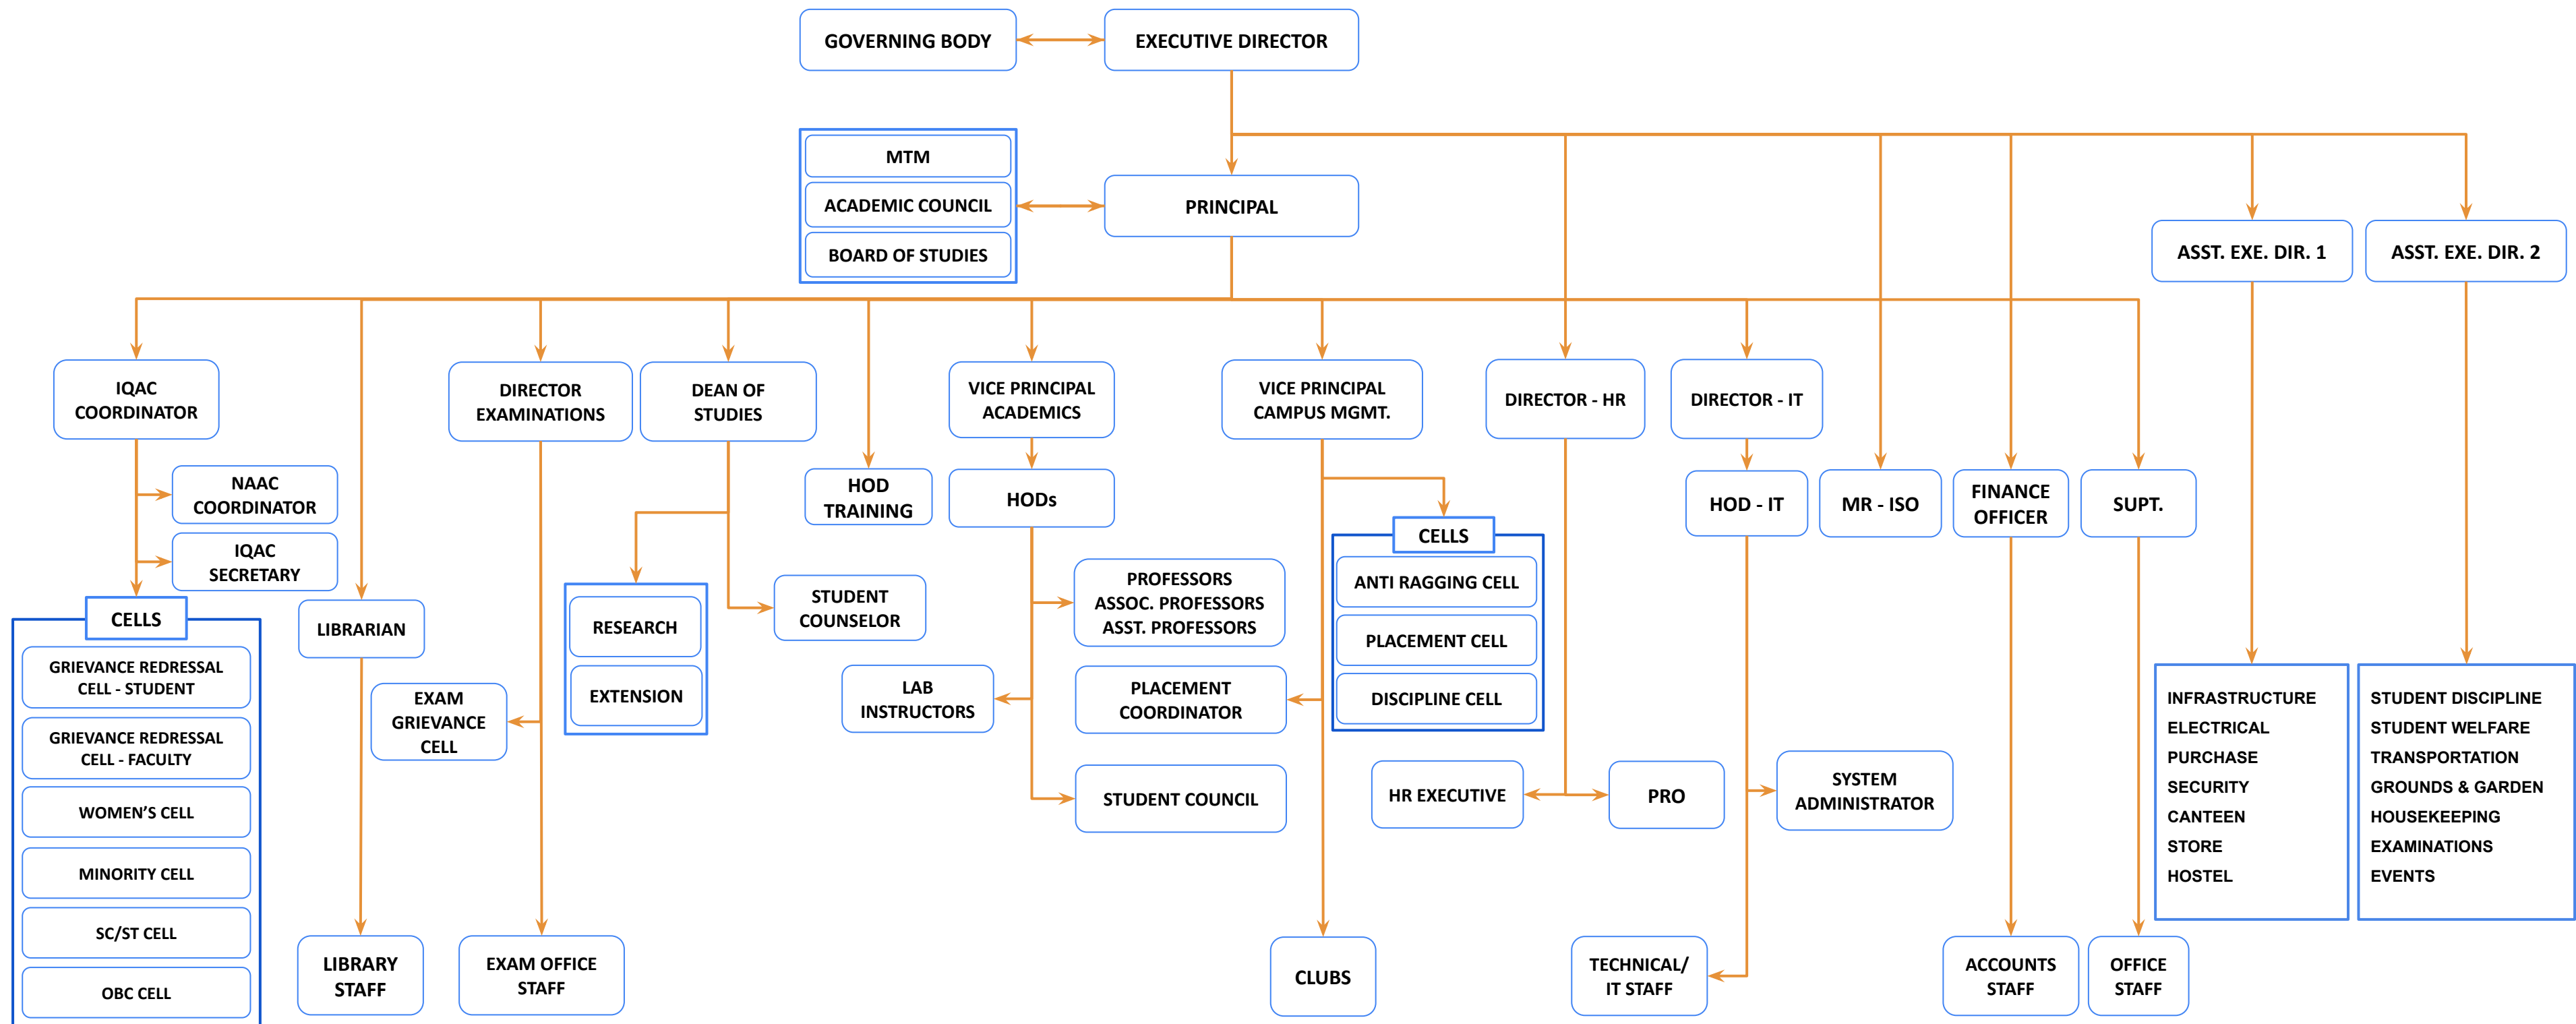 GOVERNING BODY
EXECUTIVE DIRECTOR
MTM
ACADEMIC COUNCIL
BOARD OF STUDIES
PRINCIPAL
ASST. EXE. DIR. 1
ASST. EXE. DIR. 2
IQAC
COORDINATOR
DIRECTOR
EXAMINATIONS
DEAN OF
STUDIES
VICE PRINCIPAL
ACADEMICS
VICE PRINCIPAL
CAMPUS MGMT.
DIRECTOR - HR
DIRECTOR - IT
NAAC
COORDINATOR
IQAC
SECRETARY
HOD
TRAINING
HODs
HOD - IT
MR - ISO
FINANCE
OFFICER
SUPT.
CELLS
GRIEVANCE REDRESSAL
CELL - STUDENT
GRIEVANCE REDRESSAL
CELL - FACULTY
WOMEN’S CELL
MINORITY CELL
SC/ST CELL
OBC CELL
LIBRARIAN
EXAM
GRIEVANCE
CELL
RESEARCH
EXTENSION
STUDENT
COUNSELOR
LAB
INSTRUCTORS
PROFESSORS
ASSOC. PROFESSORS
ASST. PROFESSORS
PLACEMENT
COORDINATOR
STUDENT COUNCIL
CELLS
ANTI RAGGING CELL
PLACEMENT CELL
DISCIPLINE CELL
HR EXECUTIVE
PRO
SYSTEM
ADMINISTRATOR
INFRASTRUCTURE
ELECTRICAL
PURCHASE
SECURITY
CANTEEN
STORE
HOSTEL
STUDENT DISCIPLINE
STUDENT WELFARE
TRANSPORTATION
GROUNDS & GARDEN
HOUSEKEEPING
EXAMINATIONS
EVENTS
LIBRARY
STAFF
EXAM OFFICE
STAFF
CLUBS
TECHNICAL/
IT STAFF
ACCOUNTS
STAFF
OFFICE
STAFF